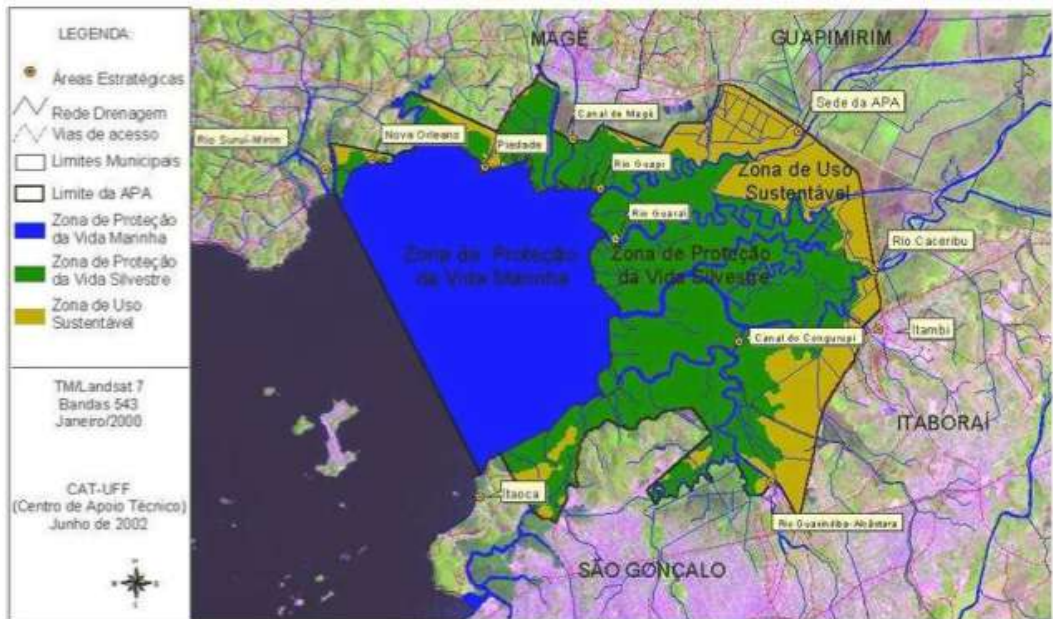 LEGENDA:
Áreas Estratégicas
Rede Drenagem
Vias de acesso
Limites Municipais
Limite da APA
Zona de Proteção
da Vida Marinha
Zona de Proteção
da Vida Silvestre
Zona de Uso
Sustentável
TM/Landsat 7
Bandas 543
Janeiro/2000
CAT-UFF
(Centro de Apoio Técnico)
Junho de 2002
MAGÉ
GUAPIMIRIM
Sede da APA
Canal de Magé
Rio Suruí-Mirim
Nova Orleans
Piedade
Rio Guapi
Zona de Uso
Sustentável
Rio Guaraí
Rio Caceribu
Zona de Proteção
da Vida Marinha
Zona de Proteção
da Vida Silvestre
Itambi
ITABORAÍ
Itaoca
Rio Guaxindiba-Alcântara
SÃO GONÇALO